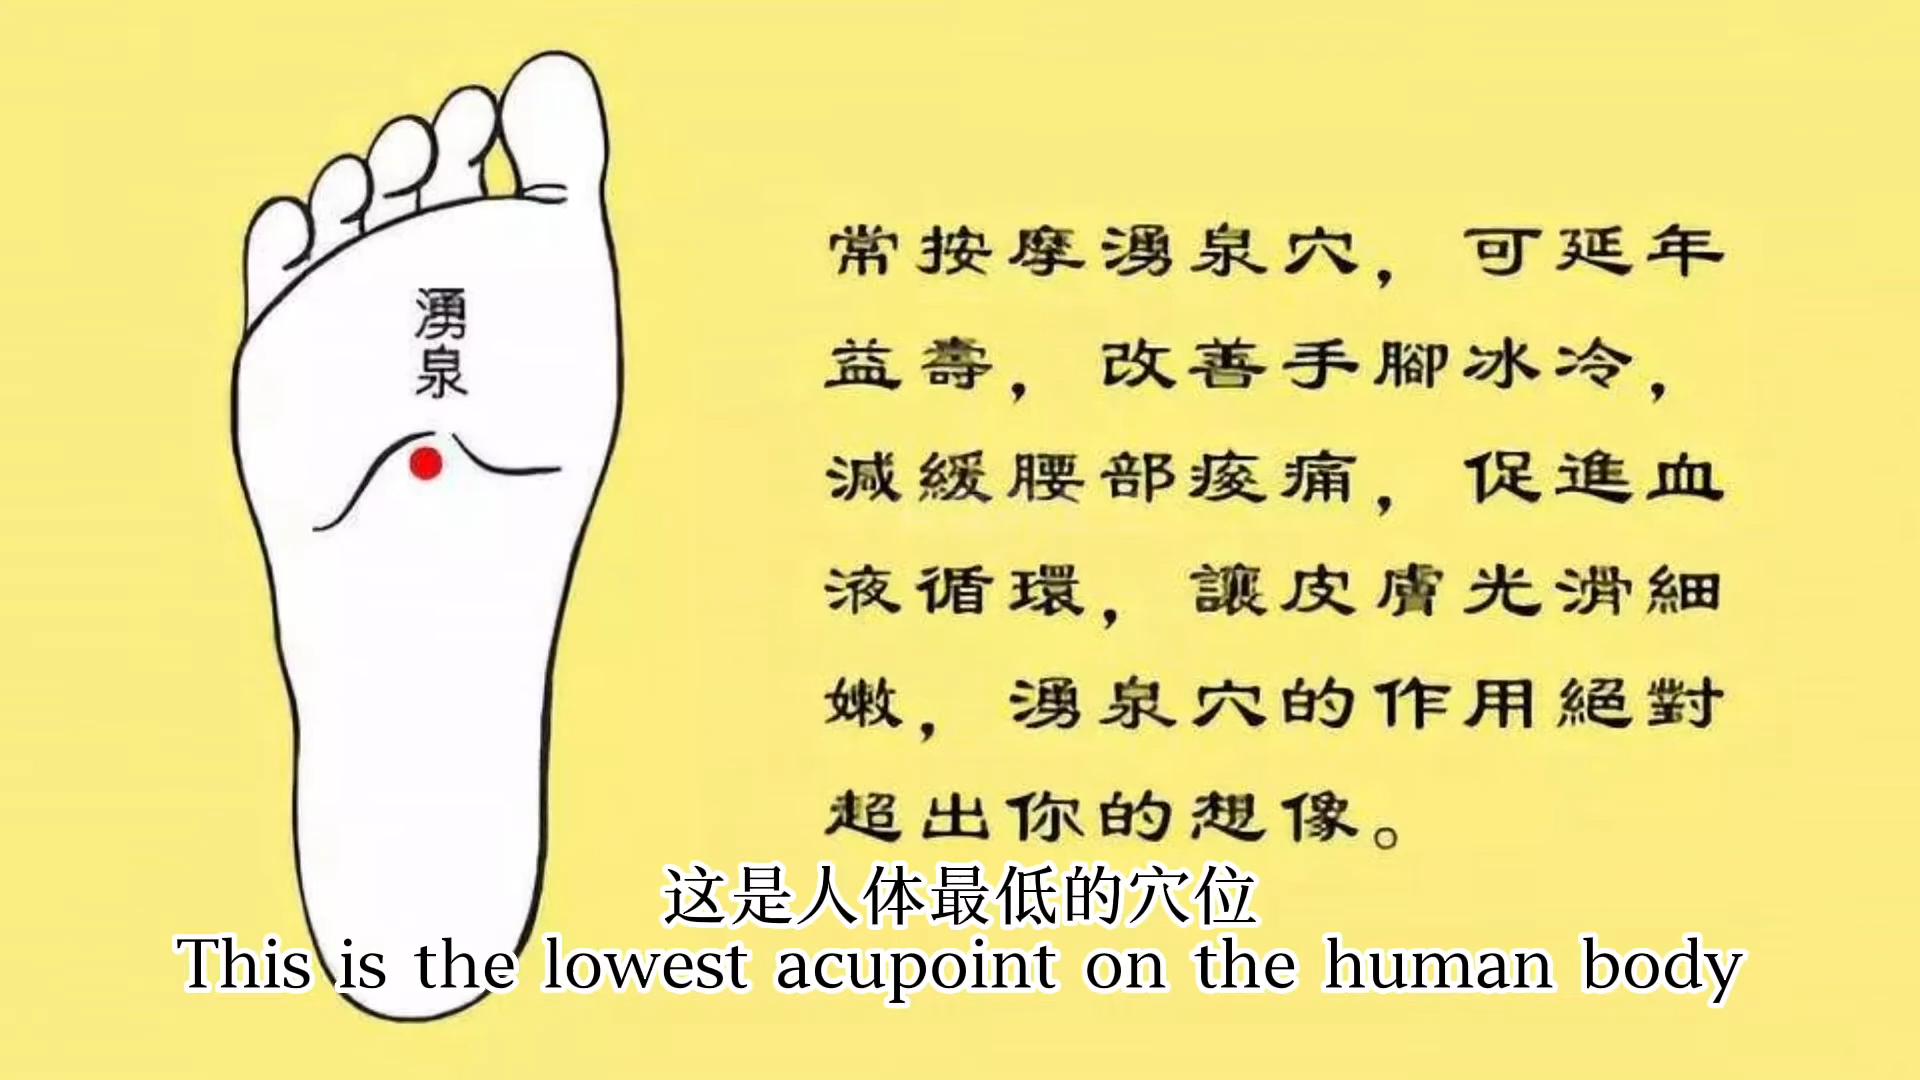 湧泉
常按摩湧泉穴，可延年
益壽，改善手腳冰冷，
減緩腰部痠痛，促進血
液循環，讓皮膚光滑細
嫩，湧泉穴的作用絕對
超出你的想像。
这是人体最低的穴位
This is the lowest acupoint on the human body